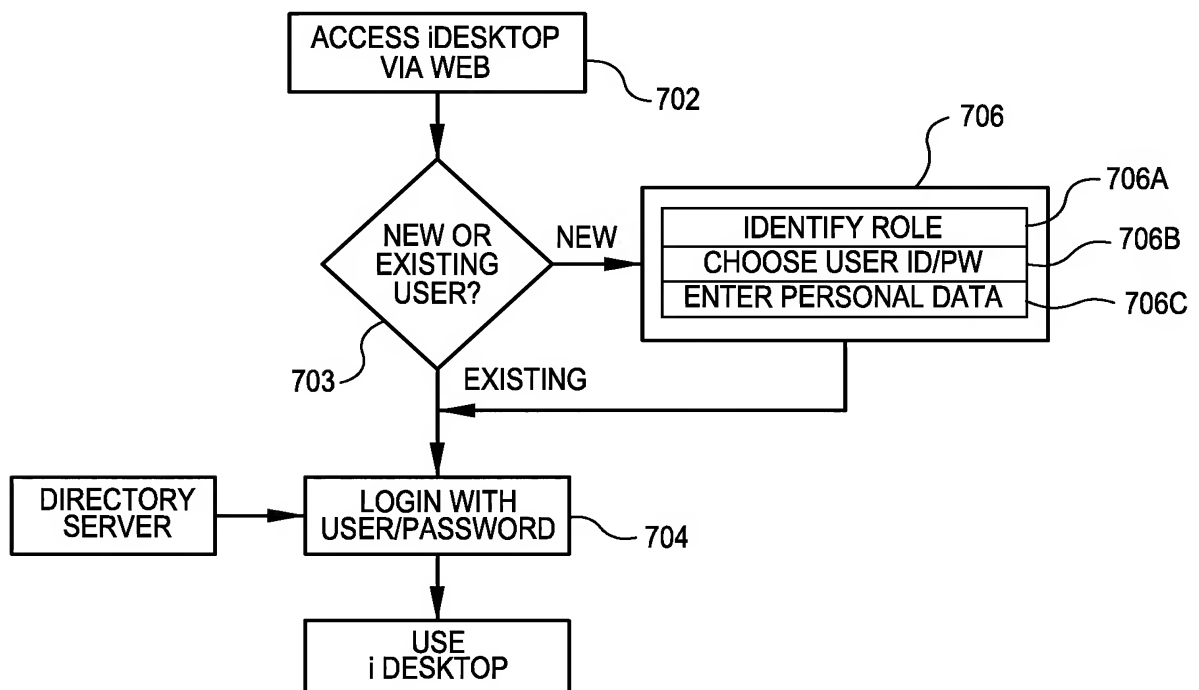 ACCESS iDESKTOP
VIA WEB
702
706
706A
NEW OR
EXISTING
USER?
NEW
IDENTIFY ROLE
CHOOSE USER ID/PW
706B
ENTER PERSONAL DATA
706C
703
EXISTING
DIRECTORY
SERVER
LOGIN WITH
USER/PASSWORD
704
USE
i DESKTOP